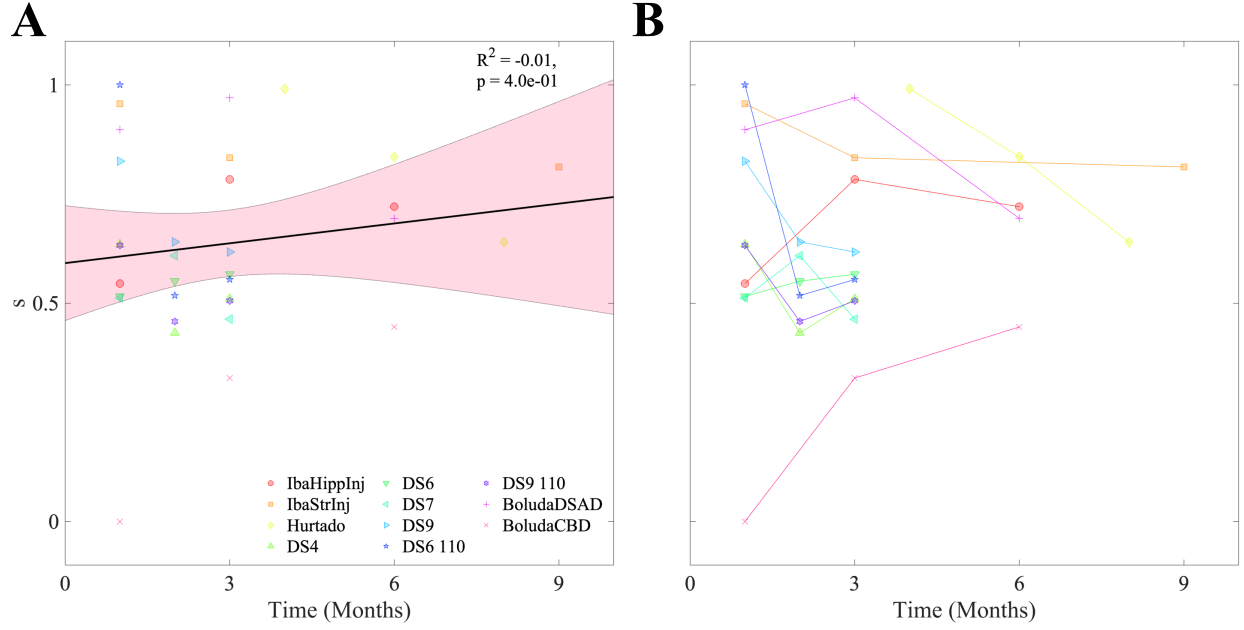 A
B
R² = -0.01,
p = 4.0e-01
1
0.5
0
s
IbaHippInj
IbaStrInj
Hurtado
DS4
DS6
DS7
DS9
DS6 110
DS9 110
BoludaDSAD
BoludaCBD
0 3 6 9
Time (Months)
0 3 6 9
Time (Months)